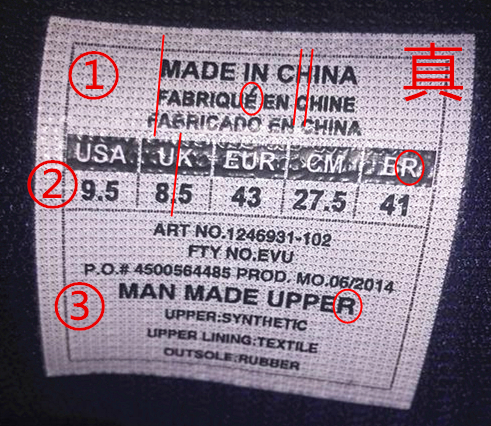 真
①
MADE IN CHINA
FABRIQUÉ EN CHINE
FABRICADO EN CHINA
USA UK EUR CM BR
②
9.5 8.5 43 27.5 41
ART NO.1246931-102
FTY NO.EVU
P.O.# 4500564485 PROD. MO.06/2014
③
MAN MADE UPPER
UPPER:SYNTHETIC
UPPER LINING:TEXTILE
OUTSOLE:RUBBER